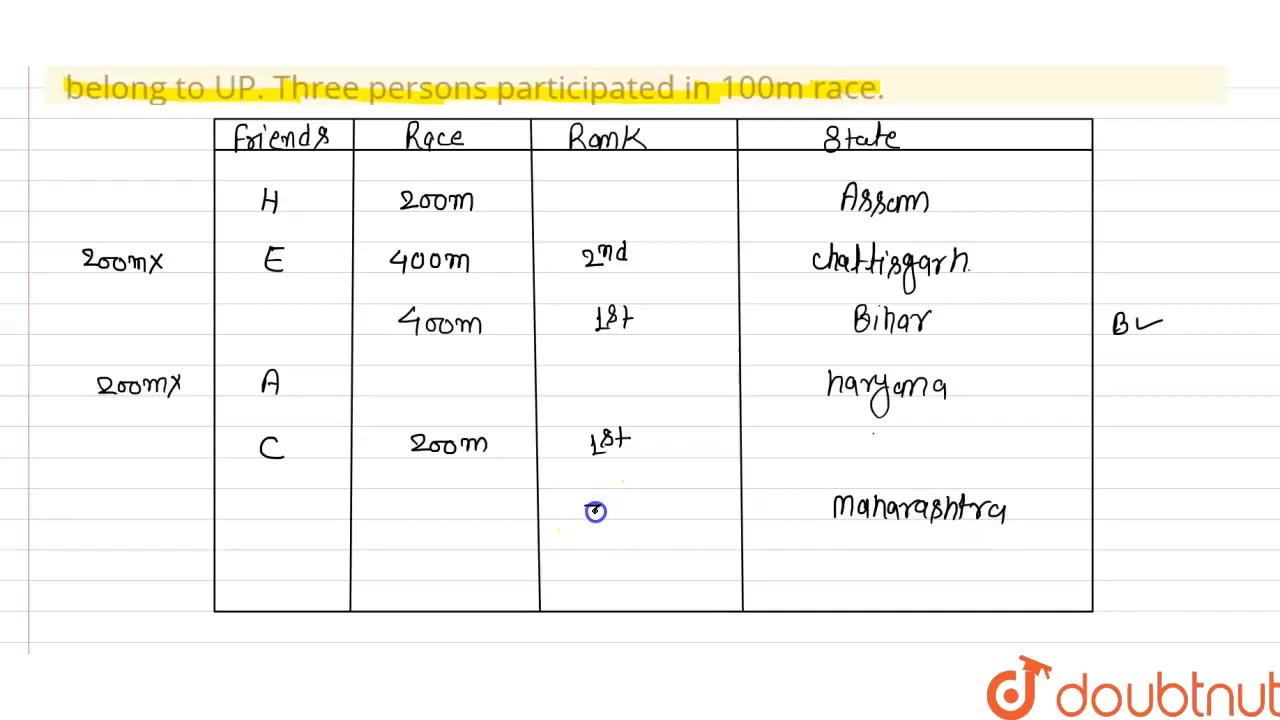 belong to UP. Three persons participated in 100m race.
Friends Race Rank State
H 200m Assam
200mx E 400m 2nd Chattisgarh
400m 1st Bihar B✓
200mx A haryana
C 200m 1st
Maharashtra
doubtnut